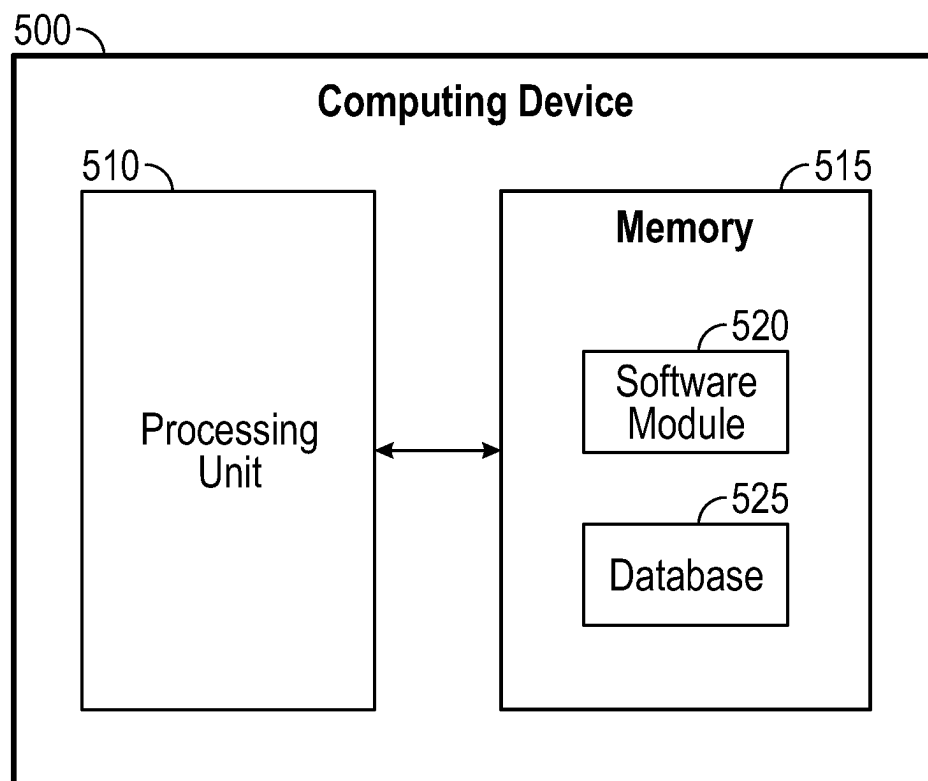 500
Computing Device
510
515
Memory
520
Software
Module
Processing
Unit
525
Database